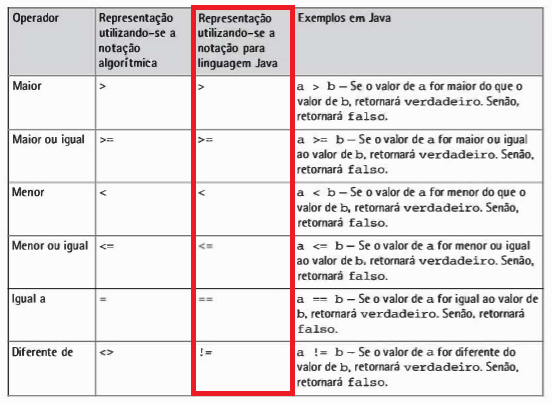 Operador
Representação
utilizando-se a
notação
algorítmica
Representação
utilizando-se a
notação para
linguagem Java
Exemplos em Java
Maior
>
>
a > b – Se o valor de a for maior do que o
valor de b, retornará verdadeiro. Senão,
retornará falso.
Maior ou igual
>=
>=
a >= b – Se o valor de a for maior ou igual
ao valor de b, retornará verdadeiro. Senão,
retornará falso.
Menor
<
<
a < b – Se o valor de a for menor do que o
valor de b, retornará verdadeiro. Senão,
retornará falso.
Menor ou igual
<=
<=
a <= b – Se o valor de a for menor ou igual
ao valor de b, retornará verdadeiro. Senão,
retornará falso.
Igual a
=
==
a == b – Se o valor de a for igual ao valor de
b, retornará verdadeiro. Senão, retornará
falso.
Diferente de
<>
!=
a != b – Se o valor de a for diferente do
valor de b, retornará verdadeiro. Senão,
retornará falso.